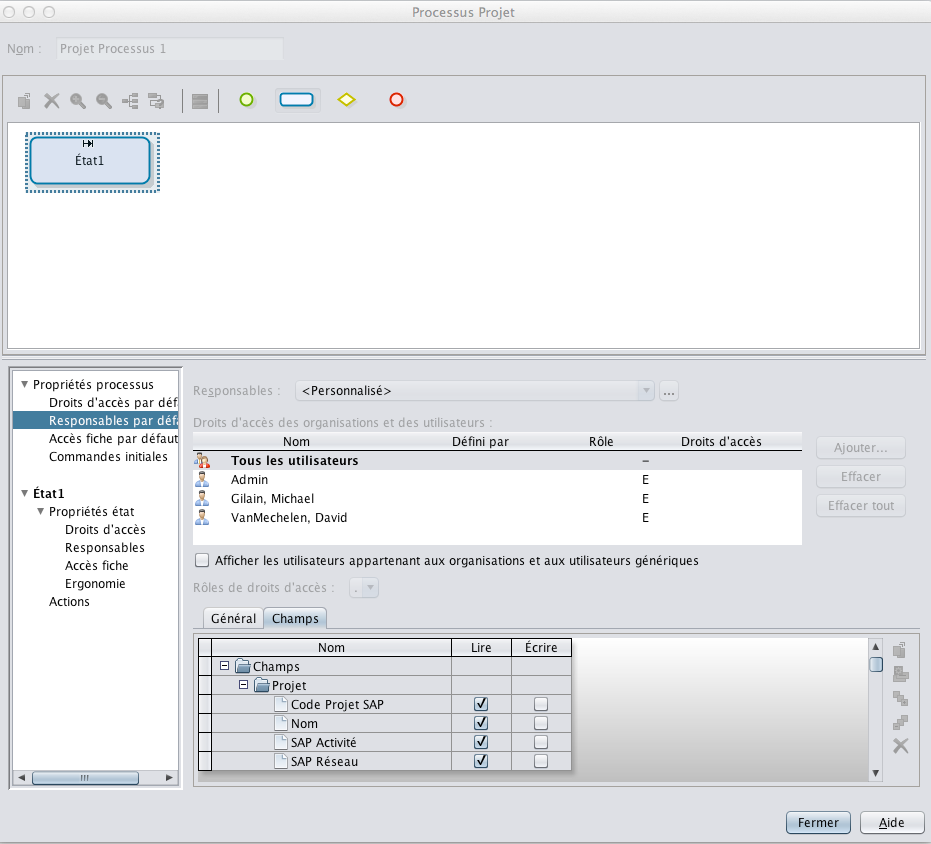 Processus Projet
Nom : Projet Processus 1
État1
Propriétés processus
Droits d'accès par déf
Responsables par défa
Accès fiche par défaut
Commandes initiales
État1
Propriétés état
Droits d'accès
Responsables
Accès fiche
Ergonomie
Actions
Responsables : <Personnalisé> ...
Droits d'accès des organisations et des utilisateurs :
Nom Défini par Rôle Droits d'accès
Tous les utilisateurs –
Admin E
Gilain, Michael E
VanMechelen, David E
Ajouter...
Effacer
Effacer tout
Afficher les utilisateurs appartenant aux organisations et aux utilisateurs génériques
Rôles de droits d'accès : .
Général Champs
Nom Lire Écrire
Champs
Projet
Code Projet SAP
Nom
SAP Activité
SAP Réseau
Fermer Aide